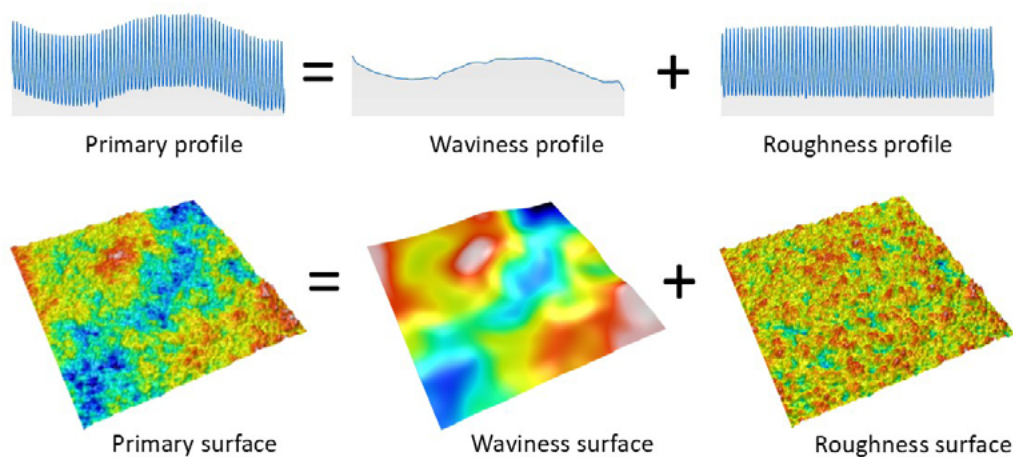 = +
Primary profile Waviness profile Roughness profile
= +
Primary surface Waviness surface Roughness surface